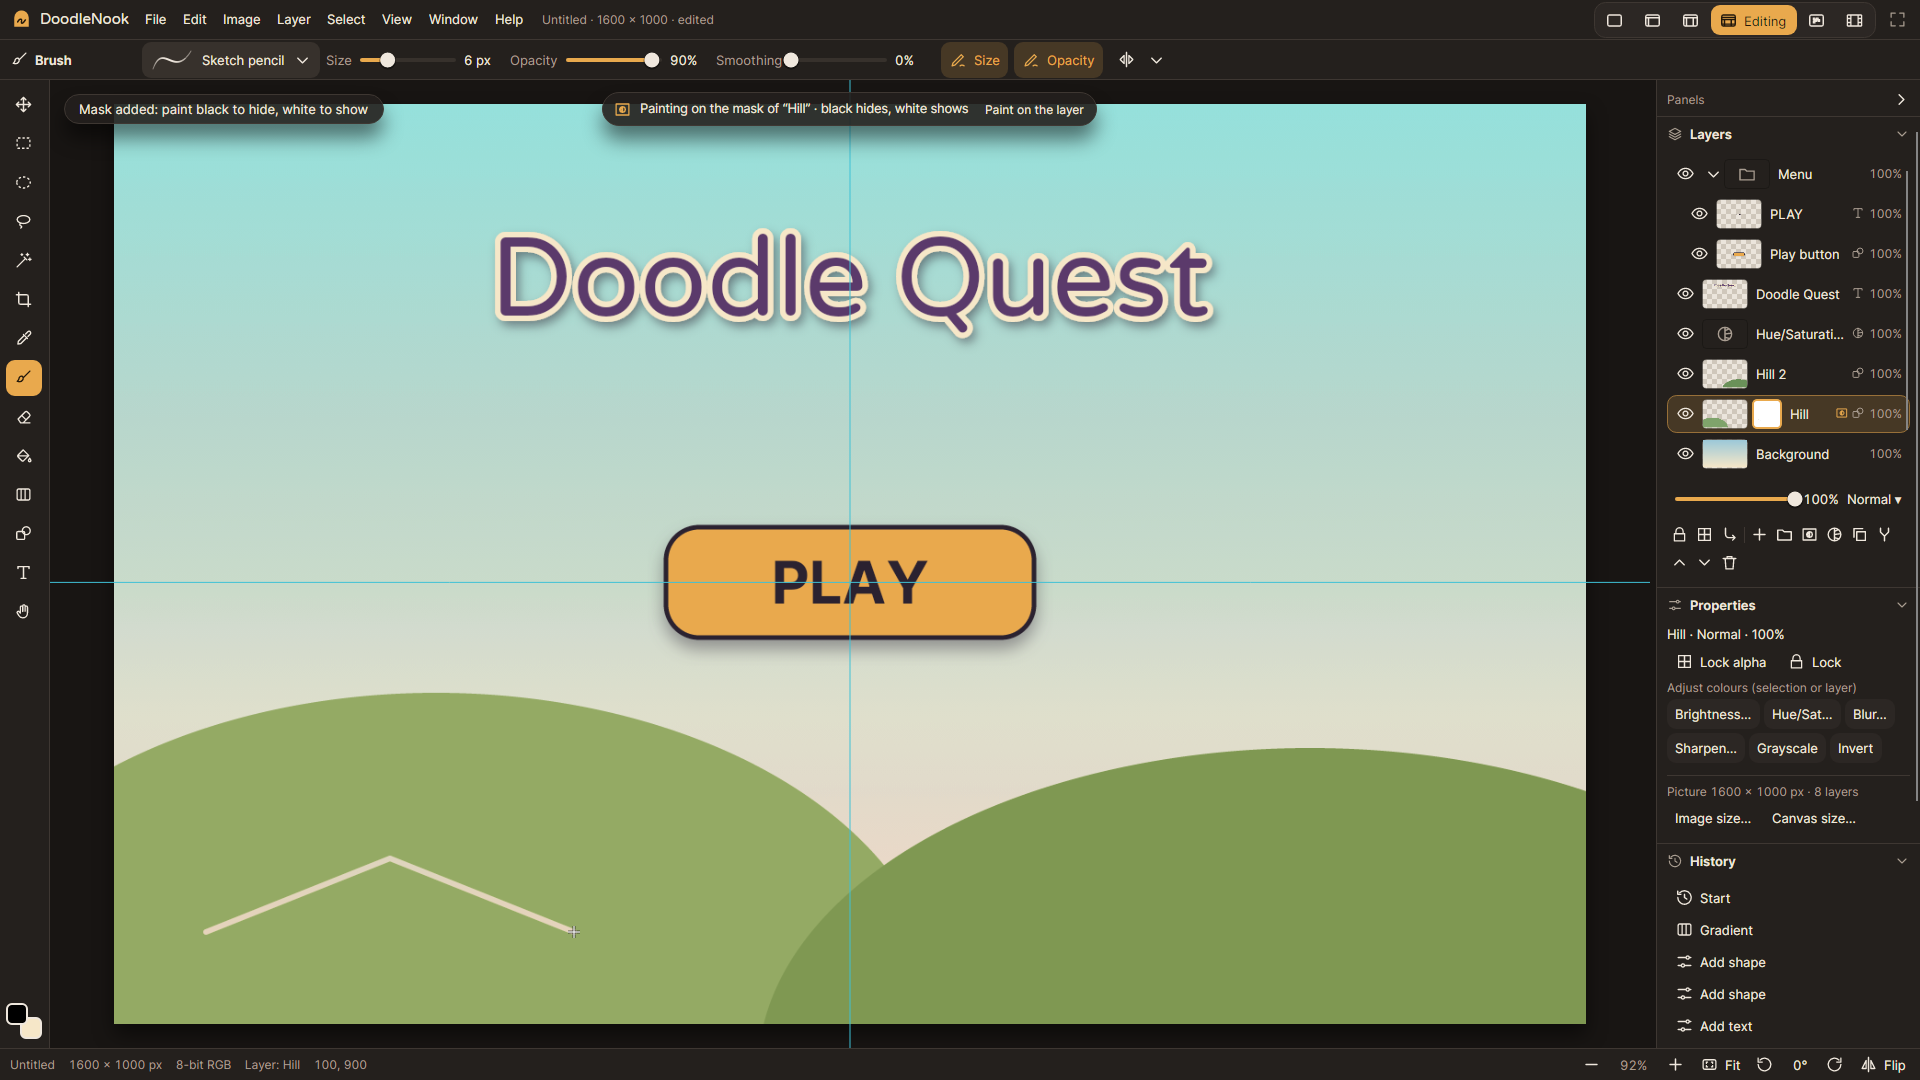 DoodleNook File Edit Image Layer Select View Window Help Untitled · 1600 × 1000 · edited Editing
Brush Sketch pencil Size 6 px Opacity 90% Smoothing 0% Size Opacity
Mask added: paint black to hide, white to show
Painting on the mask of “Hill” · black hides, white shows Paint on the layer
Doodle Quest
PLAY
Panels
Layers
Menu 100%
PLAY T 100%
Play button 100%
Doodle Quest T 100%
Hue/Saturati... 100%
Hill 2 100%
Hill 100%
Background 100%
100% Normal ▾
Properties
Hill · Normal · 100%
Lock alpha Lock
Adjust colours (selection or layer)
Brightness... Hue/Sat... Blur...
Sharpen... Grayscale Invert
Picture 1600 × 1000 px · 8 layers
Image size... Canvas size...
History
Start
Gradient
Add shape
Add shape
Add text
Untitled 1600 × 1000 px 8-bit RGB Layer: Hill 100, 900 92% Fit 0° Flip